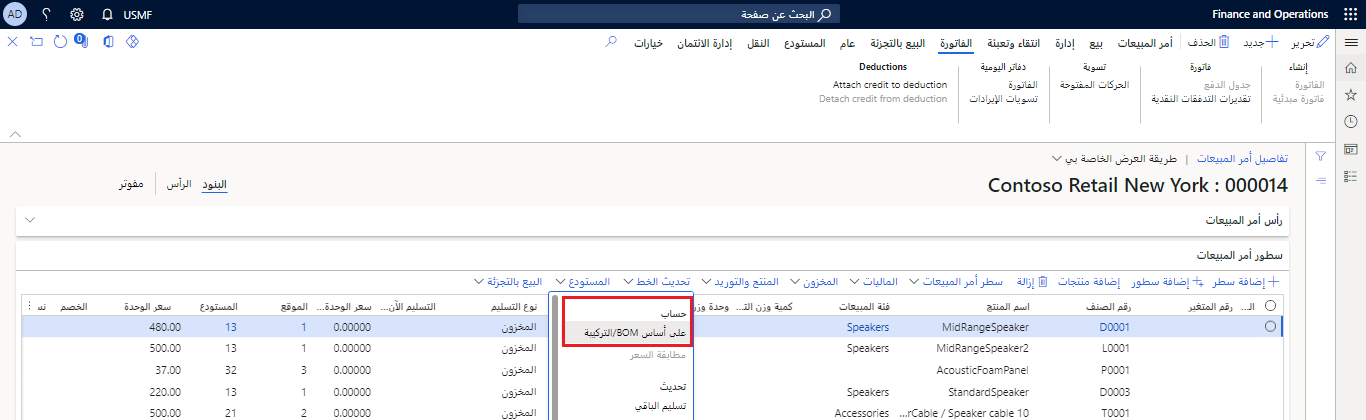 Finance and Operations
البحث عن صفحة
USMF
AD
تحرير
جديد
الحذف
أمر المبيعات
بيع
إدارة
انتقاء وتعبئة
الفاتورة
البيع بالتجزئة
عام
المستودع
النقل
إدارة الائتمان
خيارات
0
إنشاء
الفاتورة
فاتورة مبدئية
فاتورة
جدول الدفع
تقديرات التدفقات النقدية
تسوية
الحركات المفتوحة
دفاتر اليومية
الفاتورة
تسويات الإيرادات
Deductions
Attach credit to deduction
Detach credit from deduction
تفاصيل أمر المبيعات | طريقة العرض الخاصة بي
Contoso Retail New York : 000014
البنود
الرأس
مفوتر
رأس أمر المبيعات
سطور أمر المبيعات
إضافة سطر
إضافة سطور
إضافة منتجات
إزالة
سطر أمر المبيعات
الماليات
المخزون
المنتج والتوريد
تحديث الخط
المستودع
البيع بالتجزئة
الـ... رقم المتغير رقم الصنف اسم المنتج فئة المبيعات كمية وزن التـ... وحدة وزن نوع التسليم التسليم الآن... سعر الوحدة... الموقع المستودع سعر الوحدة الخصم نسـ
D0001 MidRangeSpeaker Speakers المخزون 0.00000 1 13 480.00
L0001 MidRangeSpeaker2 Speakers المخزون 0.00000 1 13 500.00
P0001 AcousticFoamPanel المخزون 0.00000 3 32 37.00
D0003 StandardSpeaker Speakers المخزون 0.00000 1 13 220.00
T0001 ...rCable / Speaker cable 10 Accessories المخزون 0.00000 2 21 500.00
حساب
على أساس BOM/التركيبة
مطابقة السعر
تحديث
تسليم الباقي